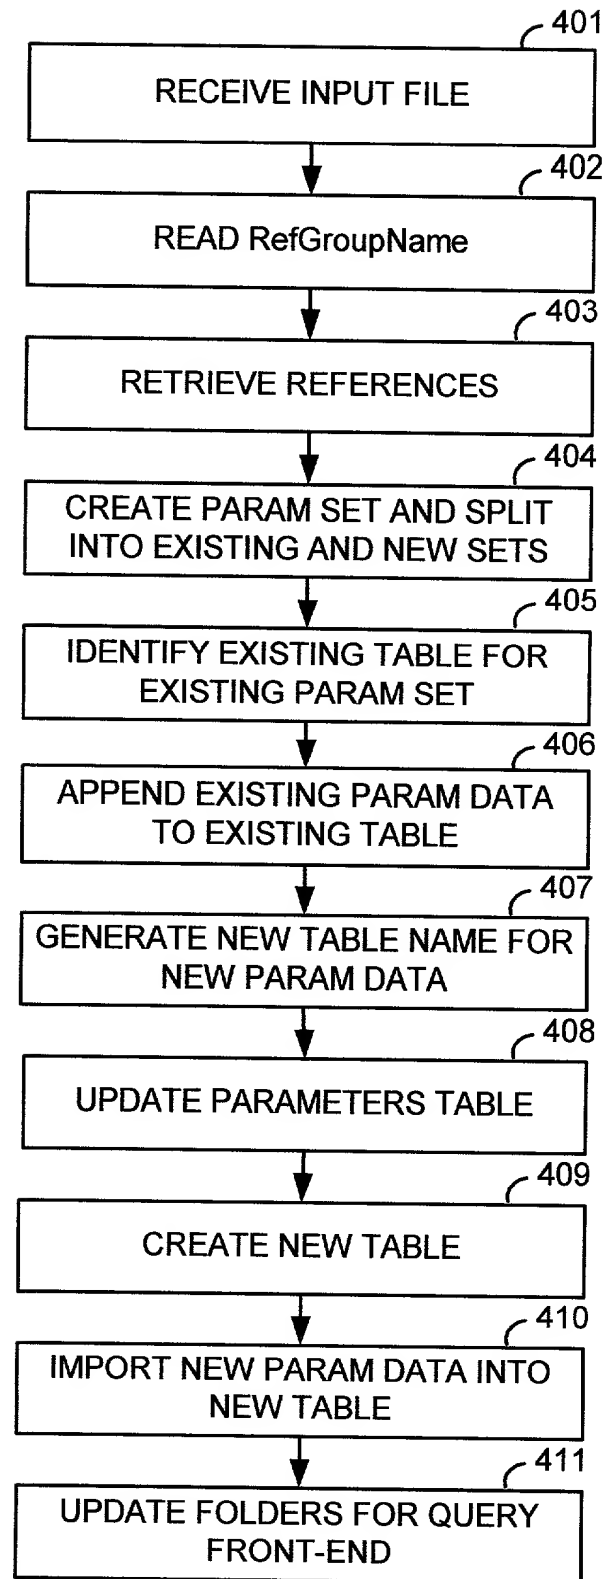 401
RECEIVE INPUT FILE
402
READ RefGroupName
403
RETRIEVE REFERENCES
404
CREATE PARAM SET AND SPLIT
INTO EXISTING AND NEW SETS
405
IDENTIFY EXISTING TABLE FOR
EXISTING PARAM SET
406
APPEND EXISTING PARAM DATA
TO EXISTING TABLE
407
GENERATE NEW TABLE NAME FOR
NEW PARAM DATA
408
UPDATE PARAMETERS TABLE
409
CREATE NEW TABLE
410
IMPORT NEW PARAM DATA INTO
NEW TABLE
411
UPDATE FOLDERS FOR QUERY
FRONT-END